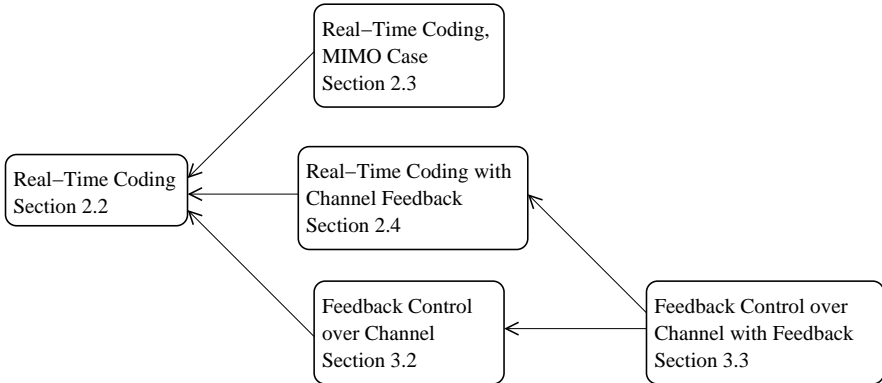 Real−Time Coding,
MIMO Case
Section 2.3
Real−Time Coding
Section 2.2
Real−Time Coding with
Channel Feedback
Section 2.4
Feedback Control
over Channel
Section 3.2
Feedback Control over
Channel with Feedback
Section 3.3